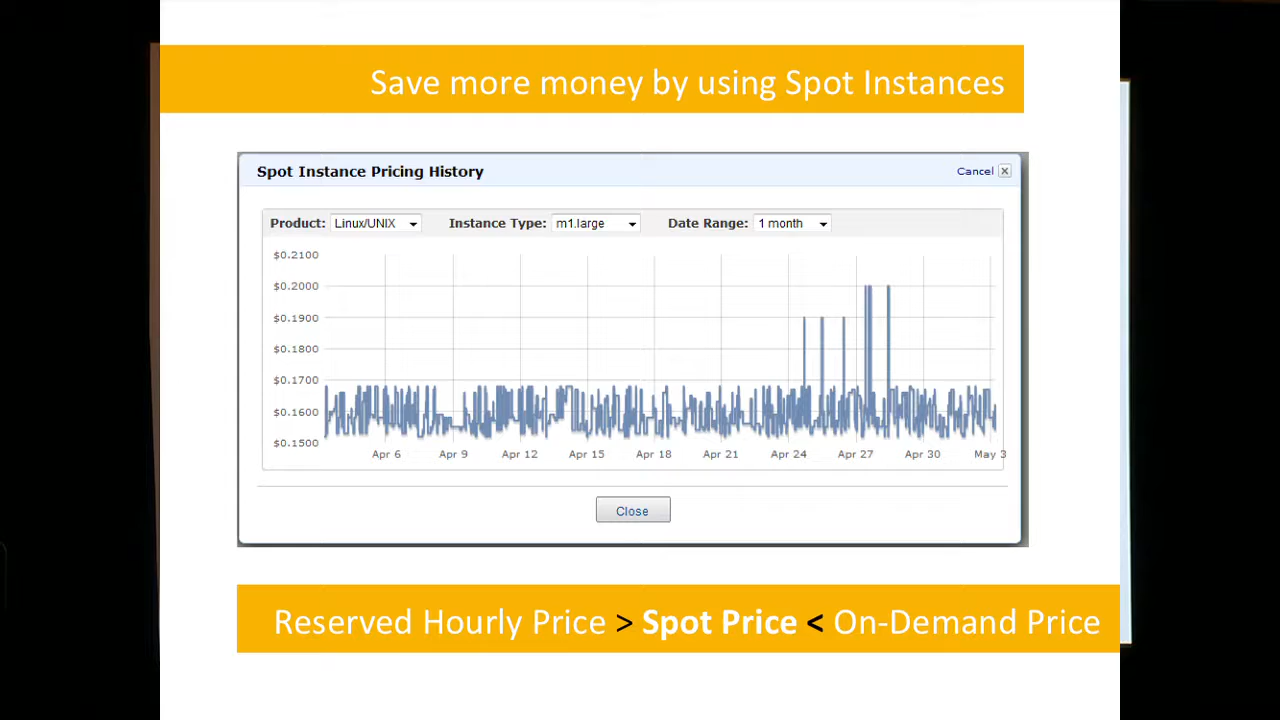 Save more money by using Spot Instances
Spot Instance Pricing History
Cancel
Product: Linux/UNIX Instance Type: m1.large Date Range: 1 month
$0.2100
$0.2000
$0.1900
$0.1800
$0.1700
$0.1600
$0.1500
Apr 6 Apr 9 Apr 12 Apr 15 Apr 18 Apr 21 Apr 24 Apr 27 Apr 30 May 3
Close
Reserved Hourly Price > Spot Price < On-Demand Price